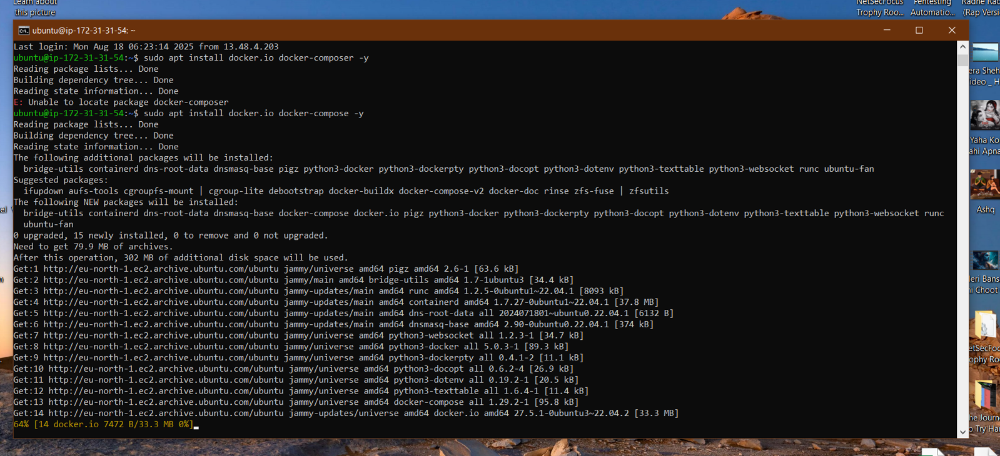 Learn about
this picture
NetSecFocus
Trophy Roo...
Pentesting
Automatio...
Radhe Rad
(Rap Versi
ubuntu@ip-172-31-31-54: ~
Last login: Mon Aug 18 06:23:14 2025 from 13.48.4.203
ubuntu@ip-172-31-31-54:~$ sudo apt install docker.io docker-composer -y
Reading package lists... Done
Building dependency tree... Done
Reading state information... Done
E: Unable to locate package docker-composer
ubuntu@ip-172-31-31-54:~$ sudo apt install docker.io docker-compose -y
Reading package lists... Done
Building dependency tree... Done
Reading state information... Done
The following additional packages will be installed:
bridge-utils containerd dns-root-data dnsmasq-base pigz python3-docker python3-dockerpty python3-docopt python3-dotenv python3-texttable python3-websocket runc ubuntu-fan
Suggested packages:
ifupdown aufs-tools cgroupfs-mount | cgroup-lite debootstrap docker-buildx docker-compose-v2 docker-doc rinse zfs-fuse | zfsutils
The following NEW packages will be installed:
bridge-utils containerd dns-root-data dnsmasq-base docker-compose docker.io pigz python3-docker python3-dockerpty python3-docopt python3-dotenv python3-texttable python3-websocket runc
ubuntu-fan
0 upgraded, 15 newly installed, 0 to remove and 0 not upgraded.
Need to get 79.9 MB of archives.
After this operation, 302 MB of additional disk space will be used.
Get:1 http://eu-north-1.ec2.archive.ubuntu.com/ubuntu jammy/universe amd64 pigz amd64 2.6-1 [63.6 kB]
Get:2 http://eu-north-1.ec2.archive.ubuntu.com/ubuntu jammy/main amd64 bridge-utils amd64 1.7-1ubuntu3 [34.4 kB]
Get:3 http://eu-north-1.ec2.archive.ubuntu.com/ubuntu jammy-updates/main amd64 runc amd64 1.2.5-0ubuntu1~22.04.1 [8093 kB]
Get:4 http://eu-north-1.ec2.archive.ubuntu.com/ubuntu jammy-updates/main amd64 containerd amd64 1.7.27-0ubuntu1~22.04.1 [37.8 MB]
Get:5 http://eu-north-1.ec2.archive.ubuntu.com/ubuntu jammy-updates/main amd64 dns-root-data all 2024071801~ubuntu0.22.04.1 [6132 B]
Get:6 http://eu-north-1.ec2.archive.ubuntu.com/ubuntu jammy-updates/main amd64 dnsmasq-base amd64 2.90-0ubuntu0.22.04.1 [374 kB]
Get:7 http://eu-north-1.ec2.archive.ubuntu.com/ubuntu jammy/universe amd64 python3-websocket all 1.2.3-1 [34.7 kB]
Get:8 http://eu-north-1.ec2.archive.ubuntu.com/ubuntu jammy/universe amd64 python3-docker all 5.0.3-1 [89.3 kB]
Get:9 http://eu-north-1.ec2.archive.ubuntu.com/ubuntu jammy/universe amd64 python3-dockerpty all 0.4.1-2 [11.1 kB]
Get:10 http://eu-north-1.ec2.archive.ubuntu.com/ubuntu jammy/universe amd64 python3-docopt all 0.6.2-4 [26.9 kB]
Get:11 http://eu-north-1.ec2.archive.ubuntu.com/ubuntu jammy/universe amd64 python3-dotenv all 0.19.2-1 [20.5 kB]
Get:12 http://eu-north-1.ec2.archive.ubuntu.com/ubuntu jammy/universe amd64 python3-texttable all 1.6.4-1 [11.4 kB]
Get:13 http://eu-north-1.ec2.archive.ubuntu.com/ubuntu jammy/universe amd64 docker-compose all 1.29.2-1 [95.8 kB]
Get:14 http://eu-north-1.ec2.archive.ubuntu.com/ubuntu jammy-updates/universe amd64 docker.io amd64 27.5.1-0ubuntu3~22.04.2 [33.3 MB]
64% [14 docker.io 7472 B/33.3 MB 0%]
era Sheh
ideo _ H
Yaha Ko
ahi Apna
Ashq
eri Bans
i Choot
etSecFoc
ophy Ro
he Journ
o Try Ha